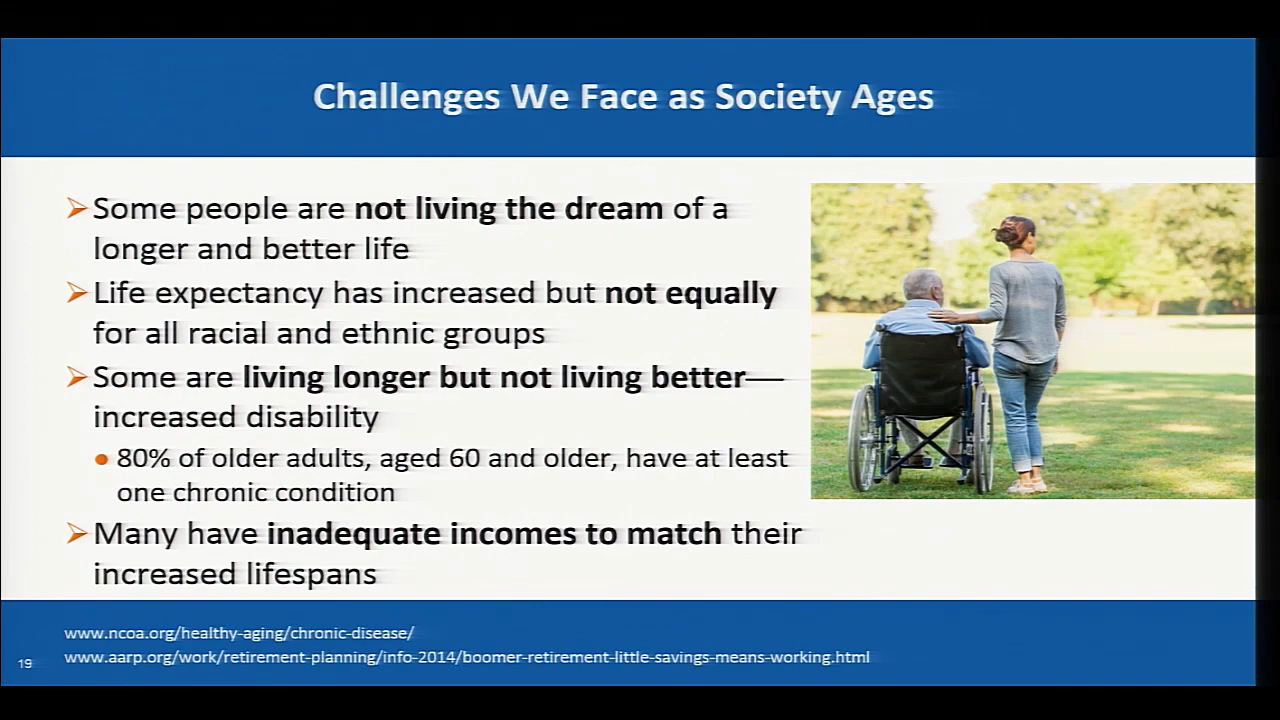 Challenges We Face as Society Ages
Some people are not living the dream of a
longer and better life
Life expectancy has increased but not equally
for all racial and ethnic groups
Some are living longer but not living better—
increased disability
80% of older adults, aged 60 and older, have at least
one chronic condition
Many have inadequate incomes to match their
increased lifespans
www.ncoa.org/healthy-aging/chronic-disease/
19
www.aarp.org/work/retirement-planning/info-2014/boomer-retirement-little-savings-means-working.html